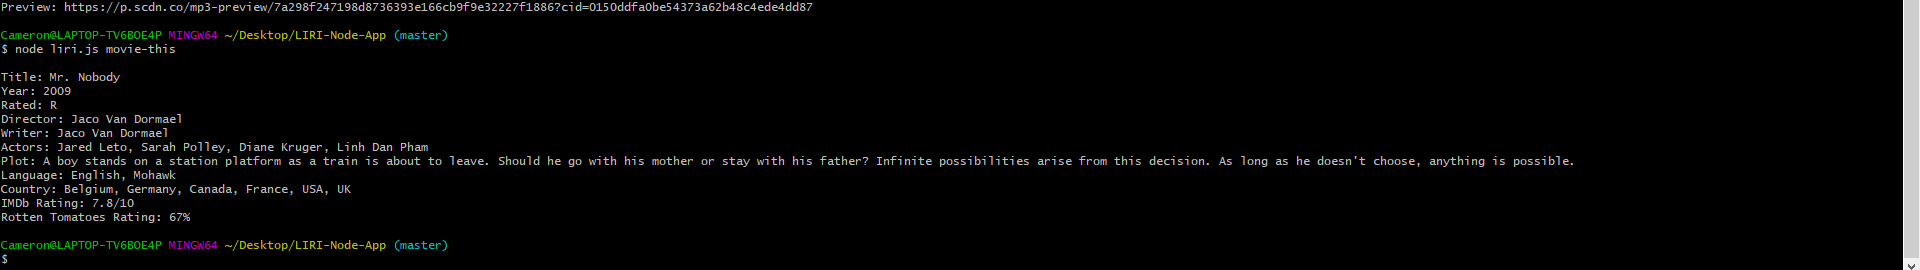 Preview: https://p.scdn.co/mp3-preview/7a298f247198d8736393e166cb9f9e32227f1886?cid=0150ddfa0be54373a62b48c4ede4dd87
Cameron@LAPTOP-TV6BOE4P MINGW64 ~/Desktop/LIRI-Node-App (master)
$ node liri.js movie-this
Title: Mr. Nobody
Year: 2009
Rated: R
Director: Jaco Van Dormael
Writer: Jaco Van Dormael
Actors: Jared Leto, Sarah Polley, Diane Kruger, Linh Dan Pham
Plot: A boy stands on a station platform as a train is about to leave. Should he go with his mother or stay with his father? Infinite possibilities arise from this decision. As long as he doesn't choose, anything is possible.
Language: English, Mohawk
Country: Belgium, Germany, Canada, France, USA, UK
IMDb Rating: 7.8/10
Rotten Tomatoes Rating: 67%
Cameron@LAPTOP-TV6BOE4P MINGW64 ~/Desktop/LIRI-Node-App (master)
$